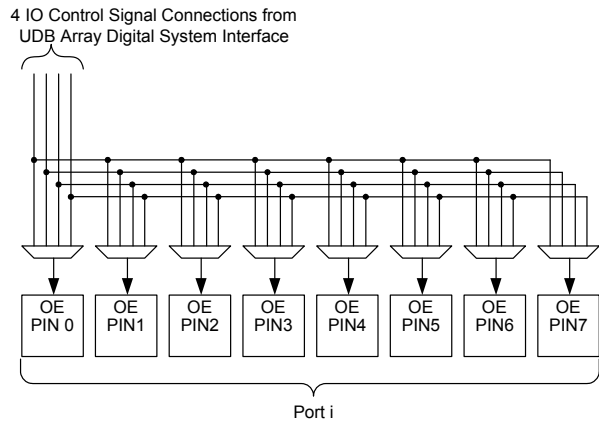 4 IO Control Signal Connections from
UDB Array Digital System Interface
OE
PIN 0
OE
PIN1
OE
PIN2
OE
PIN3
OE
PIN4
OE
PIN5
OE
PIN6
OE
PIN7
Port i